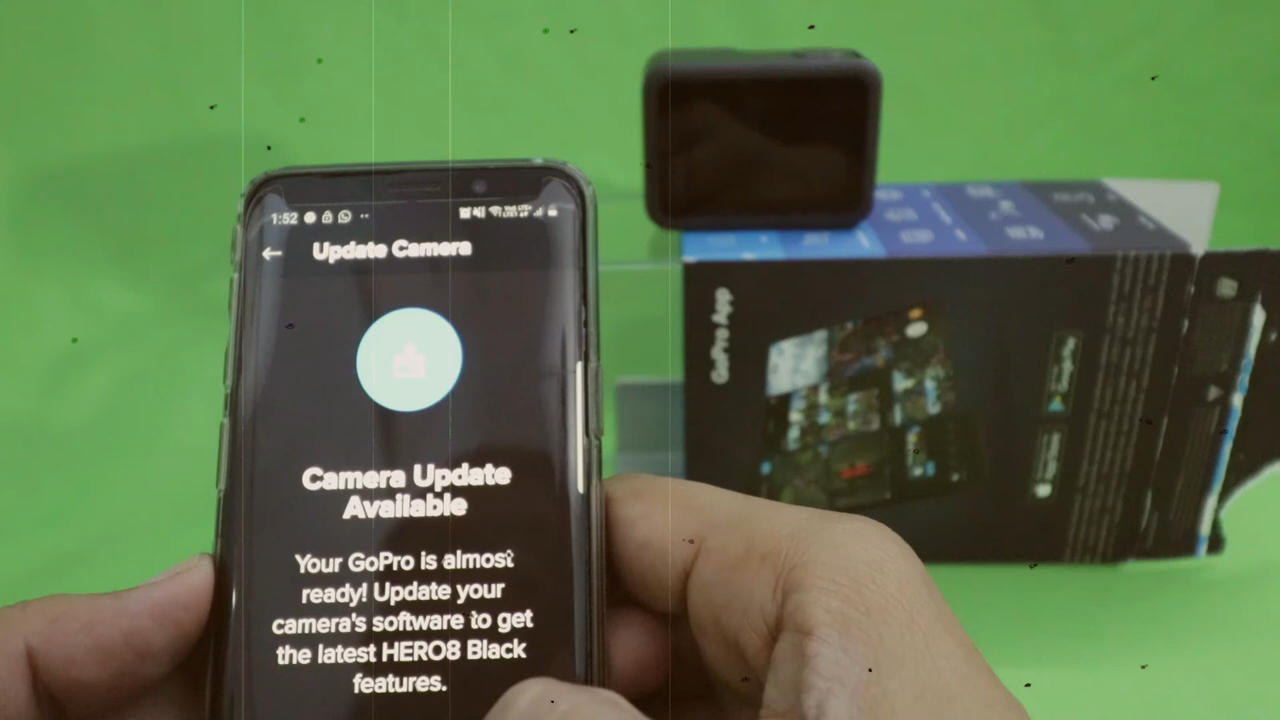 1:52
Update Camera
Camera Update
Available
Your GoPro is almost
ready! Update your
camera's software to get
the latest HERO8 Black
features.
GoPro App